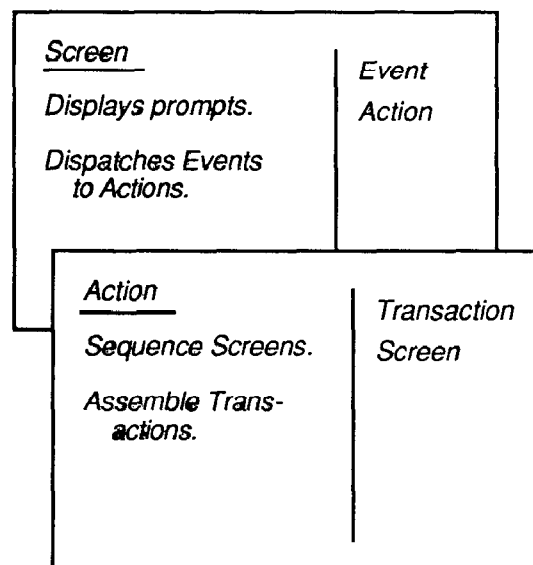 Screen
Displays prompts.
Dispatches Events
to Actions.
Event
Action
Action
Sequence Screens.
Assemble Trans-
actions.
Transaction
Screen